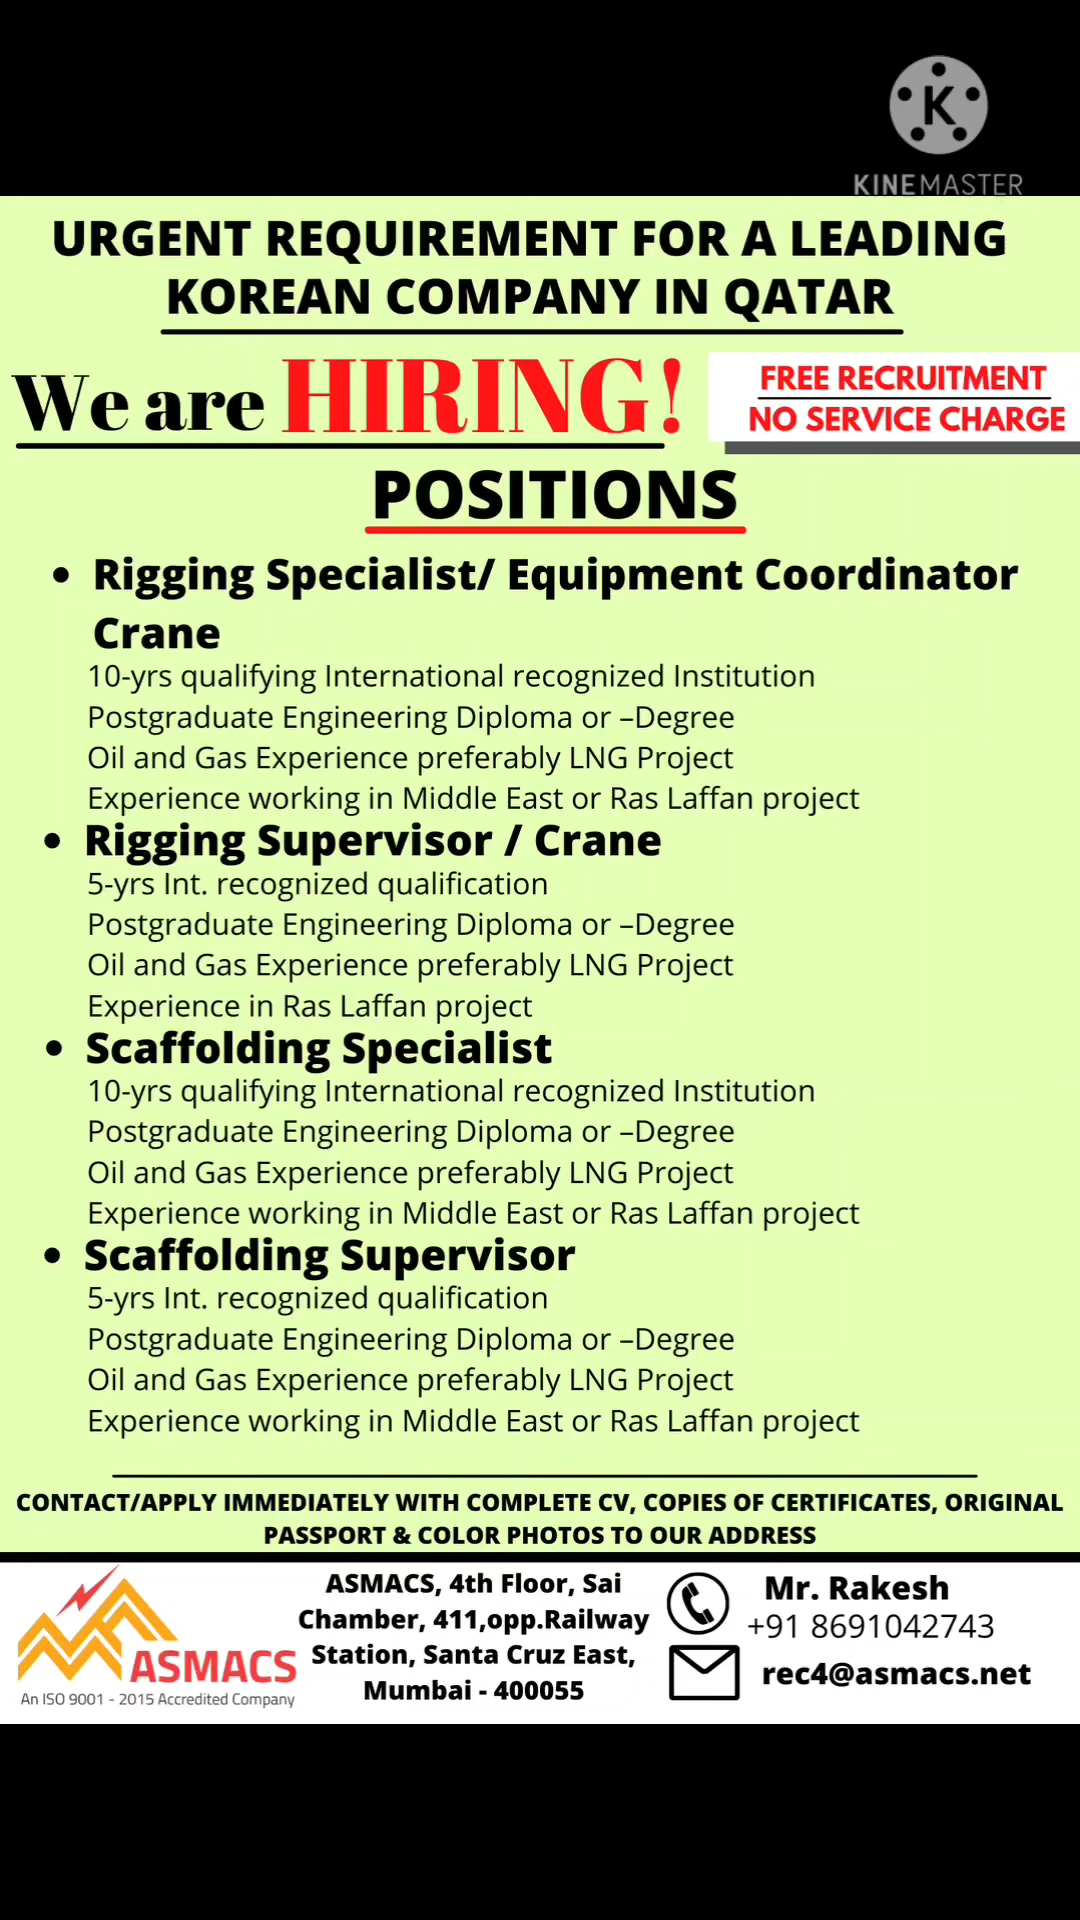 KINEMASTER
URGENT REQUIREMENT FOR A LEADING
KOREAN COMPANY IN QATAR
We are HIRING!
FREE RECRUITMENT
NO SERVICE CHARGE
POSITIONS
• Rigging Specialist/ Equipment Coordinator
Crane
10-yrs qualifying International recognized Institution
Postgraduate Engineering Diploma or –Degree
Oil and Gas Experience preferably LNG Project
Experience working in Middle East or Ras Laffan project
• Rigging Supervisor / Crane
5-yrs Int. recognized qualification
Postgraduate Engineering Diploma or –Degree
Oil and Gas Experience preferably LNG Project
Experience in Ras Laffan project
• Scaffolding Specialist
10-yrs qualifying International recognized Institution
Postgraduate Engineering Diploma or –Degree
Oil and Gas Experience preferably LNG Project
Experience working in Middle East or Ras Laffan project
• Scaffolding Supervisor
5-yrs Int. recognized qualification
Postgraduate Engineering Diploma or –Degree
Oil and Gas Experience preferably LNG Project
Experience working in Middle East or Ras Laffan project
CONTACT/APPLY IMMEDIATELY WITH COMPLETE CV, COPIES OF CERTIFICATES, ORIGINAL
PASSPORT & COLOR PHOTOS TO OUR ADDRESS
ASMACS
An ISO 9001 - 2015 Accredited Company
ASMACS, 4th Floor, Sai
Chamber, 411,opp.Railway
Station, Santa Cruz East,
Mumbai - 400055
Mr. Rakesh
+91 8691042743
rec4@asmacs.net